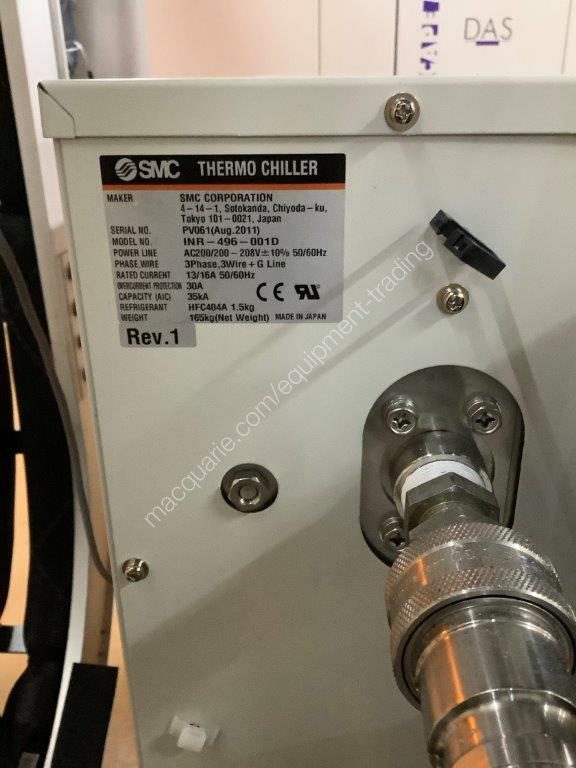 CAPE
DAS
SMC THERMO CHILLER
MAKER SMC CORPORATION
4-14-1, Sotokanda, Chiyoda-ku,
Tokyo 101-0021, Japan
SERIAL NO. PV061(Aug.2011)
MODEL NO. INR-496-001D
POWER LINE AC200/200-208V±10% 50/60Hz
PHASE,WIRE 3Phase,3Wire+G Line
RATED CURRENT 13/16A 50/60Hz
OVERCURRENT PROTECTION 30A
CAPACITY (AIC) 35kA
REFRIGERANT HFC404A 1.5kg
WEIGHT 165kg(Net Weight) MADE IN JAPAN
CE
Rev.1
macquarie.com/equipment-trading